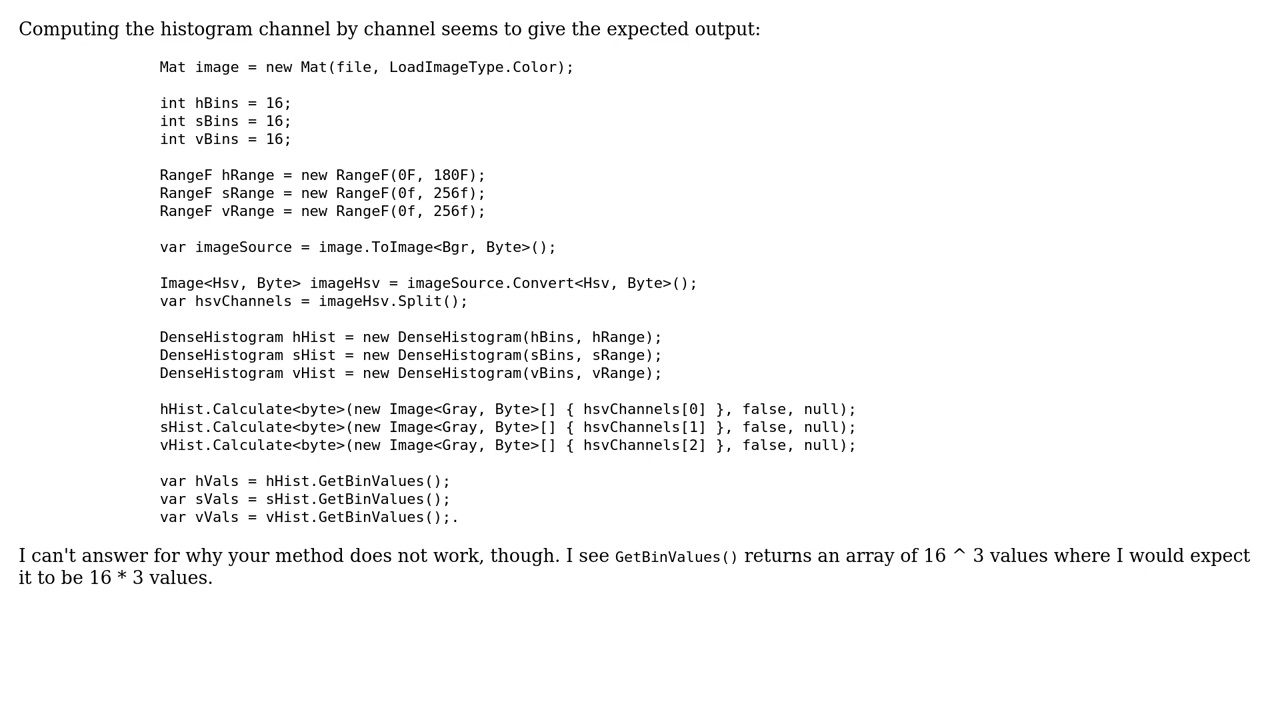 Computing the histogram channel by channel seems to give the expected output:
Mat image = new Mat(file, LoadImageType.Color);
int hBins = 16;
int sBins = 16;
int vBins = 16;
RangeF hRange = new RangeF(0F, 180F);
RangeF sRange = new RangeF(0f, 256f);
RangeF vRange = new RangeF(0f, 256f);
var imageSource = image.ToImage<Bgr, Byte>();
Image<Hsv, Byte> imageHsv = imageSource.Convert<Hsv, Byte>();
var hsvChannels = imageHsv.Split();
DenseHistogram hHist = new DenseHistogram(hBins, hRange);
DenseHistogram sHist = new DenseHistogram(sBins, sRange);
DenseHistogram vHist = new DenseHistogram(vBins, vRange);
hHist.Calculate<byte>(new Image<Gray, Byte>[] { hsvChannels[0] }, false, null);
sHist.Calculate<byte>(new Image<Gray, Byte>[] { hsvChannels[1] }, false, null);
vHist.Calculate<byte>(new Image<Gray, Byte>[] { hsvChannels[2] }, false, null);
var hVals = hHist.GetBinValues();
var sVals = sHist.GetBinValues();
var vVals = vHist.GetBinValues();.
I can't answer for why your method does not work, though. I see GetBinValues() returns an array of 16 ^ 3 values where I would expect
it to be 16 * 3 values.